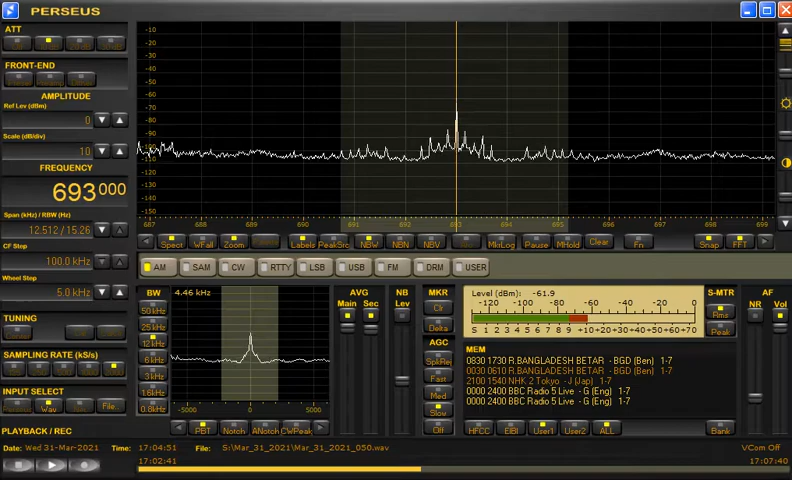 PERSEUS
ATT
FRONT-END
AMPLITUDE
Ref Lev (dBm)
0
Scale (dB/div)
10
FREQUENCY
693 000
Span (kHz) / RBW (Hz)
12.512 / 15.26
CF Step
100.0 kHz
Wheel Step
5.0 kHz
TUNING
SAMPLING RATE (kS/s)
INPUT SELECT
Wav
File..
PLAYBACK / REC
-10
-20
-30
-40
-50
-60
-70
-80
-90
-100
-110
-120
-130
-140
-150
687 688 689 690 691 692 693 694 695 696 697 698 699
Spect WFall Zoom Labels PeakSrc NBW NBN NBV MkrLog Pause MHold Clear Fn Snap FFT
AM SAM CW RTTY LSB USB FM DRM USER
BW
50kHz
25kHz
12kHz
6kHz
3kHz
1.6kHz
0.8kHz
4.46 kHz
-5000 0 5000
PBT Notch ANotch CWPeak
AVG
Main Sec
NB
Lev
MKR
Clr
Delta
AGC
SpkRej
Fast
Med
Slow
Off
Level (dBm): -61.9
-120 -100 -80 -60 -40 -20 0
S 1 2 3 4 5 6 7 8 9 +10 +20 +30 +40 +50 +60 +70
S-MTR
Rms
Peak
AF
NR Vol
MEM
0830 1730 R.BANGLADESH BETAR - BGD (Ben) 1-7
0030 0610 R.BANGLADESH BETAR - BGD (Ben) 1-7
2100 1540 NHK 2 Tokyo - J (Jap) 1-7
0000 2400 BBC Radio 5 Live - G (Eng) 1-7
0000 2400 BBC Radio 5 Live - G (Eng) 1-7
HFCC EIBI User1 User2 ALL Bank
Date: Wed 31-Mar-2021 Time: 17:04:51 File: S:\Mar_31_2021\Mar_31_2021_050.wav VCom Off
17:02:41 17:07:40